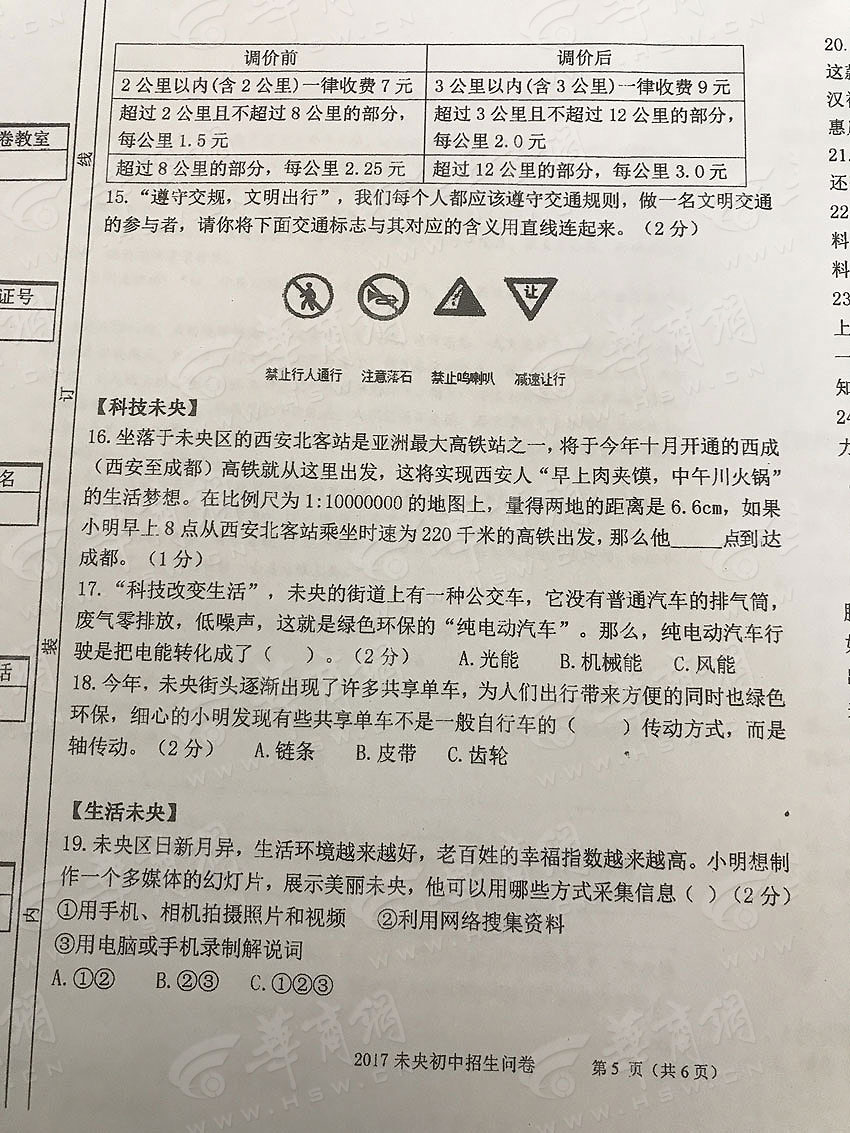 调价前 调价后
2公里以内(含2公里)一律收费7元 3公里以内(含3公里)一律收费9元
超过2公里且不超过8公里的部分, 超过3公里且不超过12公里的部分,
每公里1.5元 每公里2.0元
超过8公里的部分，每公里2.25元 超过12公里的部分，每公里3.0元
15.“遵守交规，文明出行”，我们每个人都应该遵守交通规则，做一名文明交通
的参与者，请你将下面交通标志与其对应的含义用直线连起来。（2分）
让
禁止行人通行 注意落石 禁止鸣喇叭 减速让行
【科技未央】
16.坐落于未央区的西安北客站是亚洲最大高铁站之一，将于今年十月开通的西成
（西安至成都）高铁就从这里出发，这将实现西安人“早上肉夹馍，中午川火锅”
的生活梦想。在比例尺为1:10000000的地图上，量得两地的距离是6.6cm，如果
小明早上8点从西安北客站乘坐时速为220千米的高铁出发，那么他_____点到达
成都。（1分）
17.“科技改变生活”，未央的街道上有一种公交车，它没有普通汽车的排气筒，
废气零排放，低噪声，这就是绿色环保的“纯电动汽车”。那么，纯电动汽车行
驶是把电能转化成了（ ）。（2分） A.光能 B.机械能 C.风能
18.今年，未央街头逐渐出现了许多共享单车，为人们出行带来方便的同时也绿色
环保，细心的小明发现有些共享单车不是一般自行车的（ ）传动方式，而是
轴传动。（2分） A.链条 B.皮带 C.齿轮
【生活未央】
19.未央区日新月异，生活环境越来越好，老百姓的幸福指数越来越高。小明想制
作一个多媒体的幻灯片，展示美丽未央，他可以用哪些方式采集信息（ ）（2分）
①用手机、相机拍摄照片和视频 ②利用网络搜集资料
③用电脑或手机录制解说词
A.①② B.②③ C.①②③
2017未央初中招生问卷 第5页（共6页）
卷教室
证号
名
话
线
订
装
内
20.
这
汉
惠
21.
还
22
料
料
23
上
一
知
24
力
华商网
WWW.HSW.CN